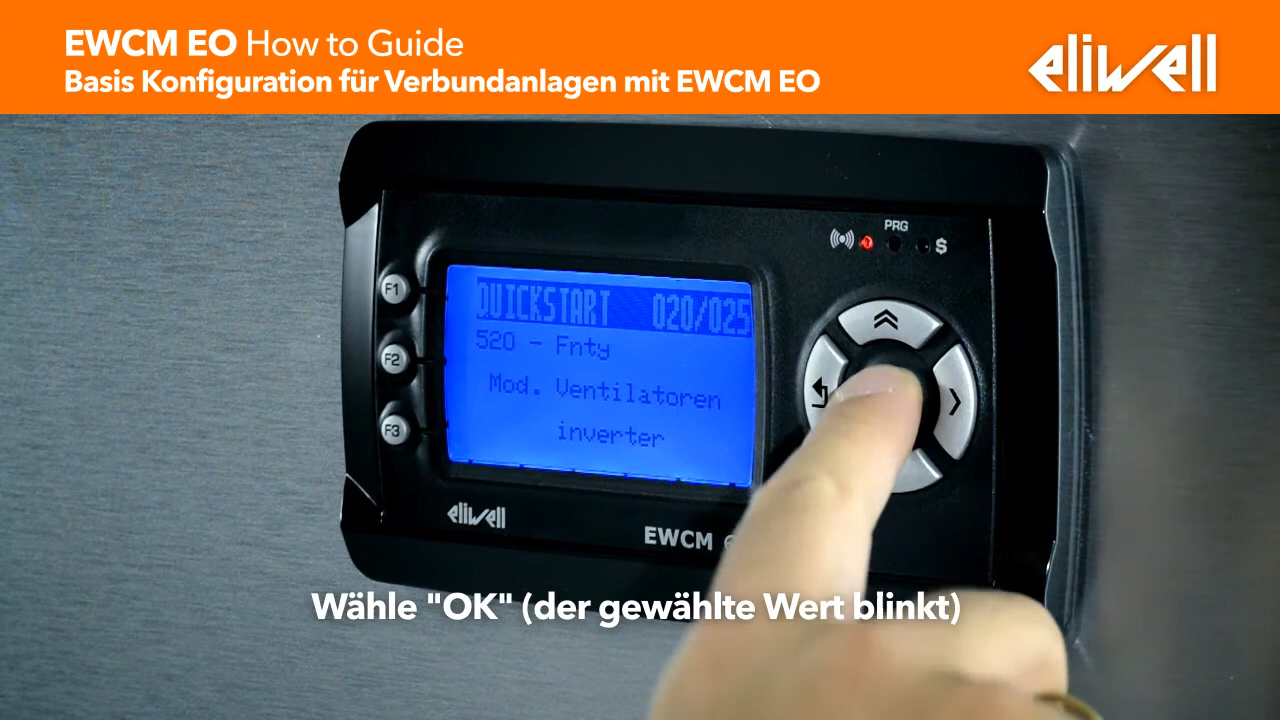 EWCM EO How to Guide
Basis Konfiguration für Verbundanlagen mit EWCM EO
eliwell
PRG
$
F1
F2
F3
QUICKSTART 020/025
520 - Fnty
Mod. Ventilatoren
inverter
eliwell
EWCM
Wähle "OK" (der gewählte Wert blinkt)